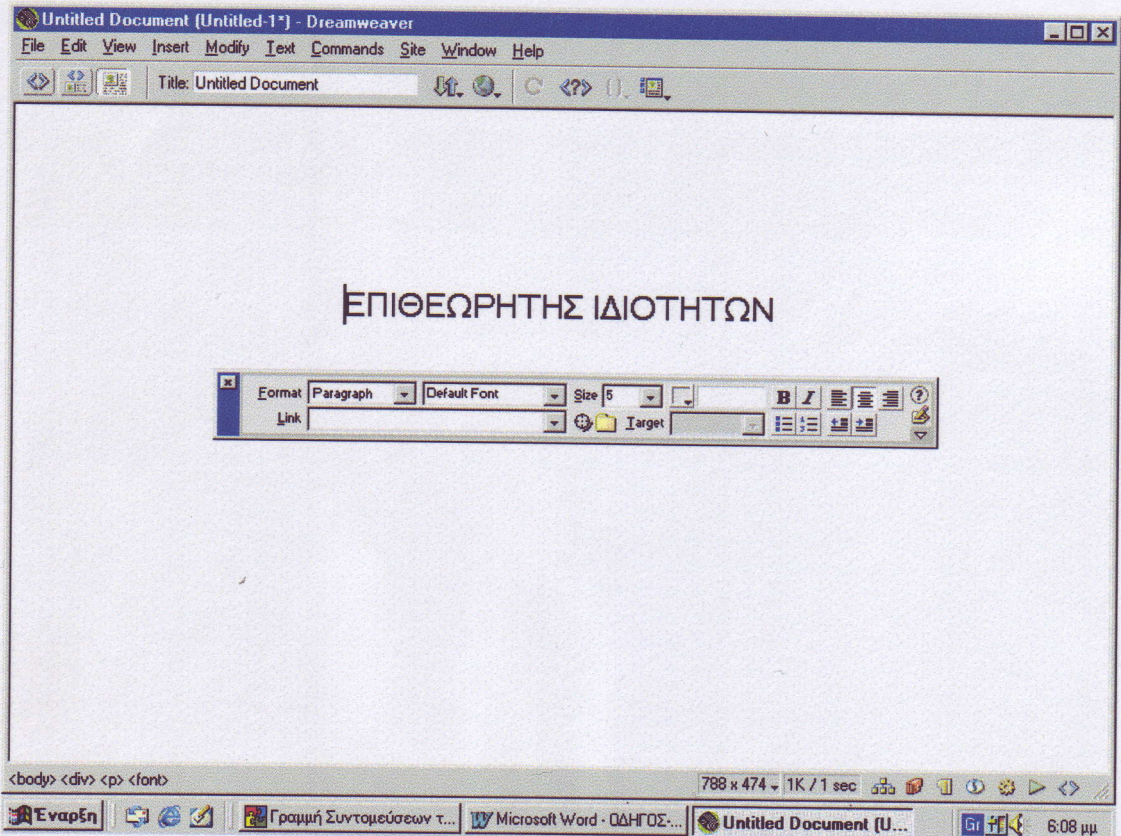 Untitled Document (Untitled-1*) - Dreamweaver
File Edit View Insert Modify Text Commands Site Window Help
Title: Untitled Document
ΕΠΙΘΕΩΡΗΤΗΣ ΙΔΙΟΤΗΤΩΝ
Format Paragraph Default Font Size 5 B I
Link Target
<body> <div> <p> <font> 788 x 474 1K / 1 sec
Έναρξη Γραμμή Συντομεύσεων τ... Microsoft Word - ΟΔΗΓΟΣ-... Untitled Document (U... Gr 6:08 μμ